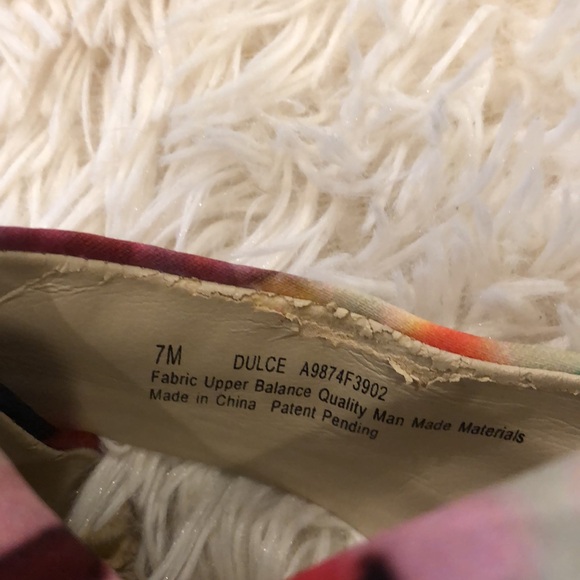 7M DULCE A9874F3902
Fabric Upper Balance Quality Man Made Materials
Made in China Patent Pending